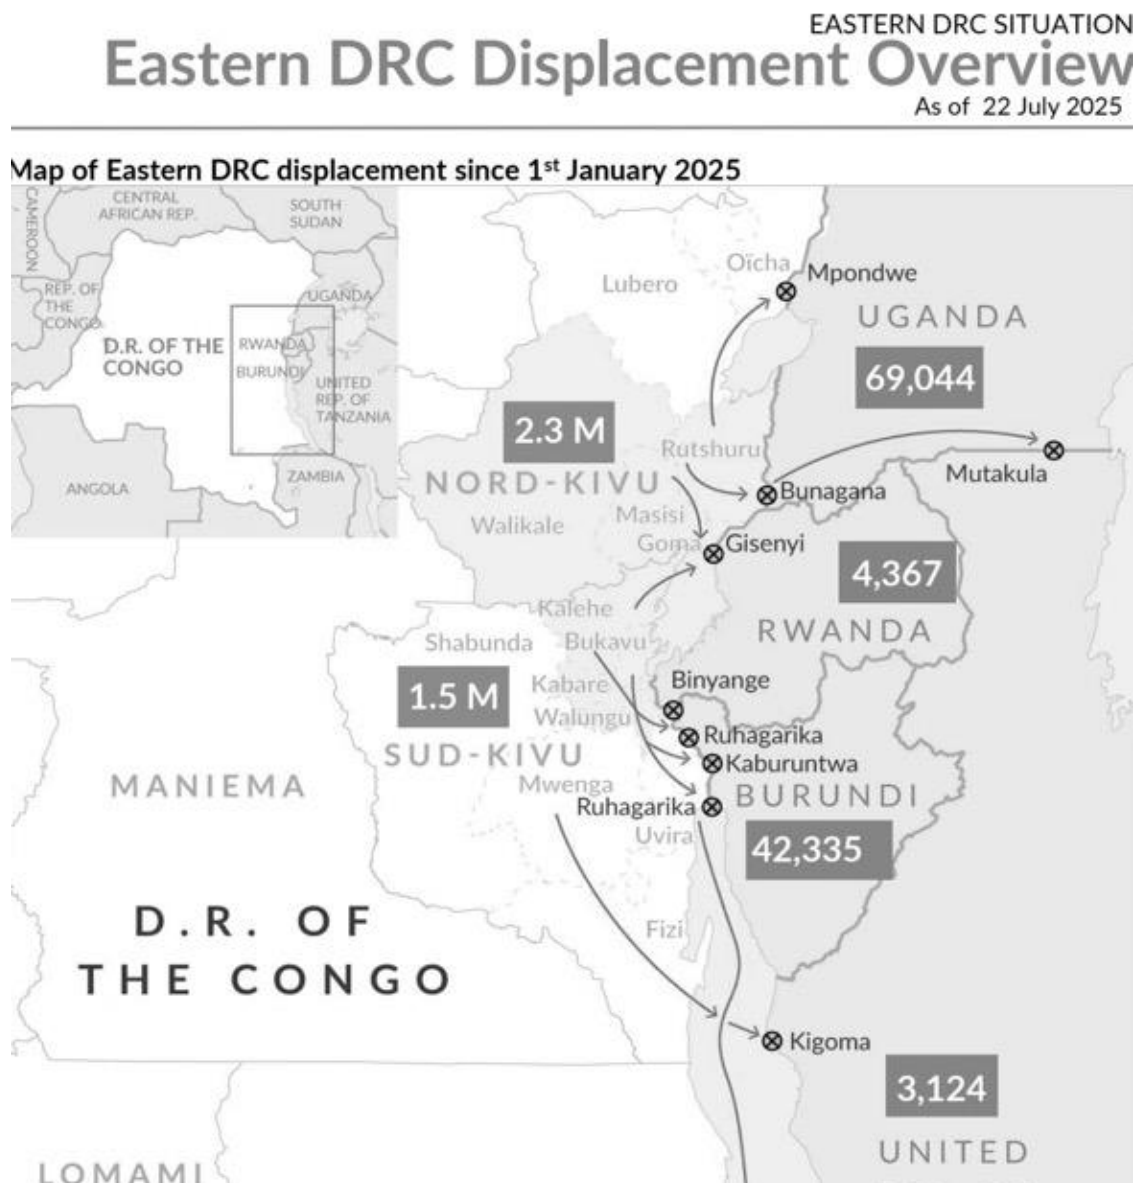 EASTERN DRC SITUATION
Eastern DRC Displacement Overview
As of 22 July 2025
Map of Eastern DRC displacement since 1st January 2025
CAMEROON
CENTRAL
AFRICAN REP.
SOUTH
SUDAN
REP. OF
THE
CONGO
UGANDA
D.R. OF THE
CONGO
RWANDA
BURUNDI
UNITED
REP. OF
TANZANIA
ANGOLA
ZAMBIA
Oïcha
Mpondwe
Lubero
UGANDA
69,044
2.3 M
Rutshuru
Mutakula
NORD-KIVU
Bunagana
Masisi
Walikale
Goma
Gisenyi
4,367
Kalehe
RWANDA
Shabunda
Bukavu
Binyange
Kabare
1.5 M
Walungu
Ruhagarika
SUD-KIVU
Kaburuntwa
Mwenga
MANIEMA
BURUNDI
Ruhagarika
Uvira
42,335
D.R. OF
THE CONGO
Fizi
Kigoma
3,124
UNITED
LOMAMI